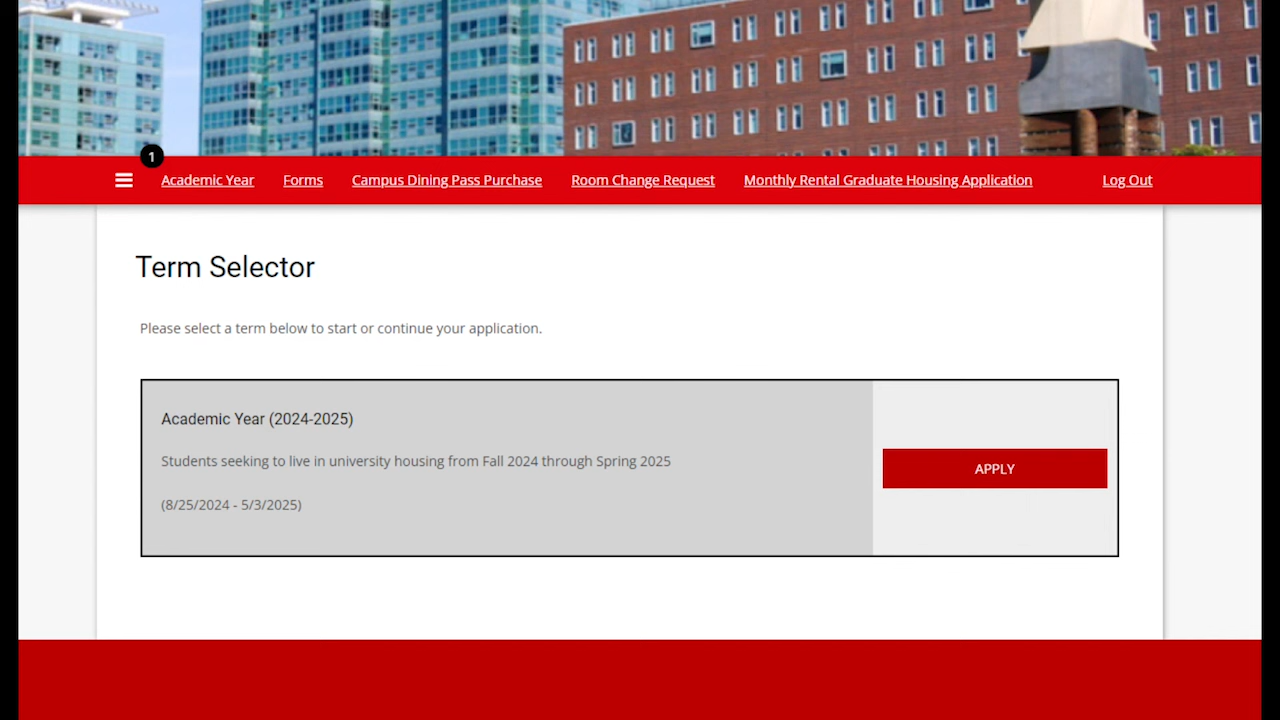 1
Academic Year Forms Campus Dining Pass Purchase Room Change Request Monthly Rental Graduate Housing Application Log Out
Term Selector
Please select a term below to start or continue your application.
Academic Year (2024-2025)
Students seeking to live in university housing from Fall 2024 through Spring 2025
APPLY
(8/25/2024 - 5/3/2025)